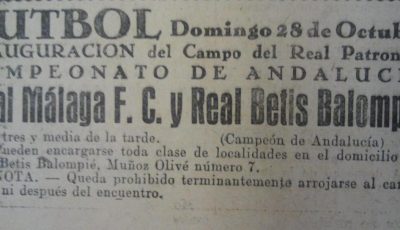 UTBOL Domingo 28 de Octu
AUGURACION del Campo del Real Patron
MPEONATO DE ANDALUC
al Málaga F. C. y Real Betis Balomp
tres y media de la tarde. (Campeón de Andalucía)
ueden encargarse toda clase de localidades en el domicilio
Betis Balompié, Muñoz Olivé número 7.
NOTA. — Queda prohibido terminantemente arrojarse al ca
ni después del encuentro.